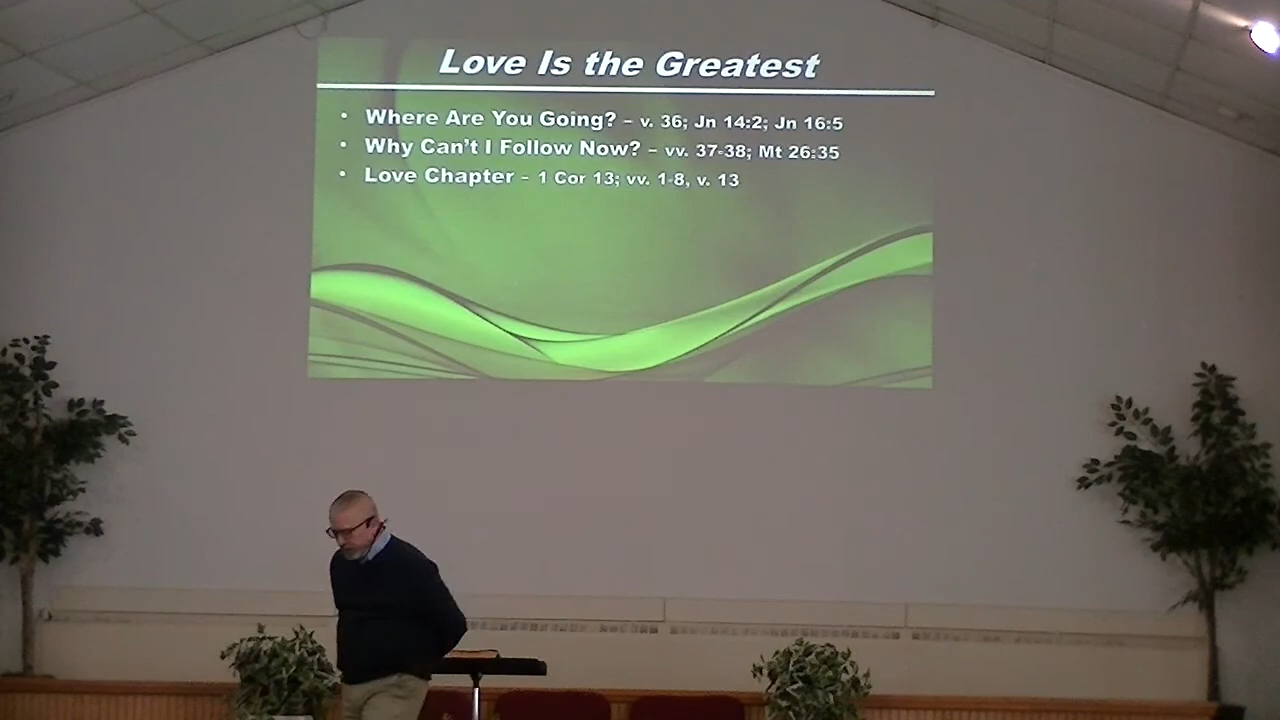 Love Is the Greatest
• Where Are You Going? – v. 36; Jn 14:2; Jn 16:5
• Why Can't I Follow Now? – vv. 37-38; Mt 26:35
• Love Chapter – 1 Cor 13; vv. 1-8, v. 13